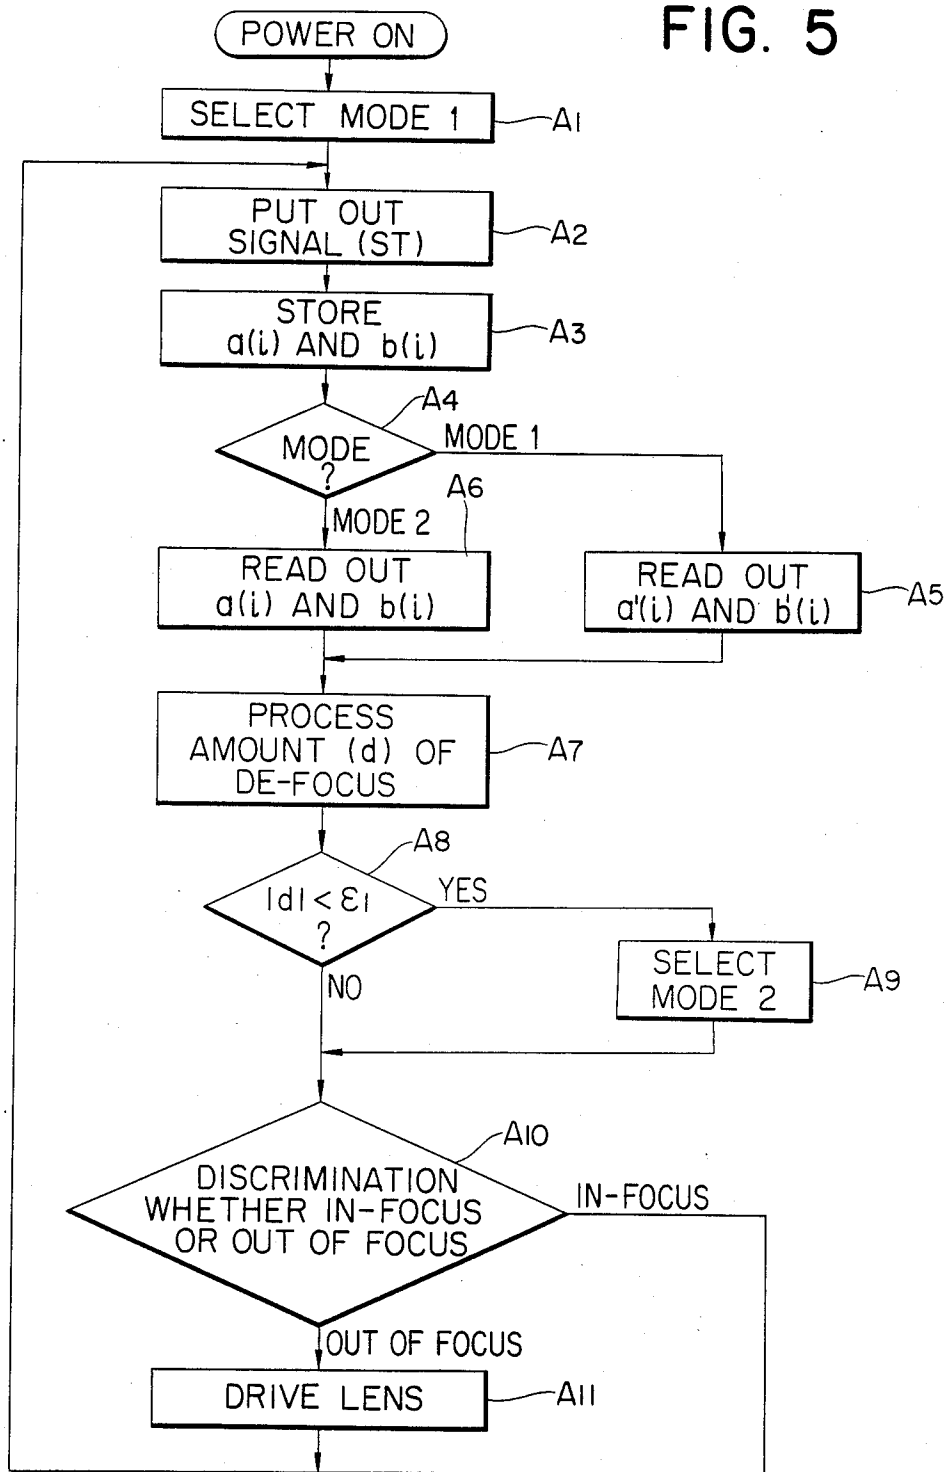 FIG. 5
POWER ON
SELECT MODE 1
A1
PUT OUT
SIGNAL (ST)
A2
STORE
a(i) AND b(i)
A3
A4
MODE
?
MODE 1
MODE 2
A6
READ OUT
a(i) AND b(i)
READ OUT
a'(i) AND b'(i)
A5
PROCESS
AMOUNT (d) OF
DE-FOCUS
A7
A8
|d| < ε1
?
YES
NO
SELECT
MODE 2
A9
A10
DISCRIMINATION
WHETHER IN-FOCUS
OR OUT OF FOCUS
IN-FOCUS
OUT OF FOCUS
DRIVE LENS
A11